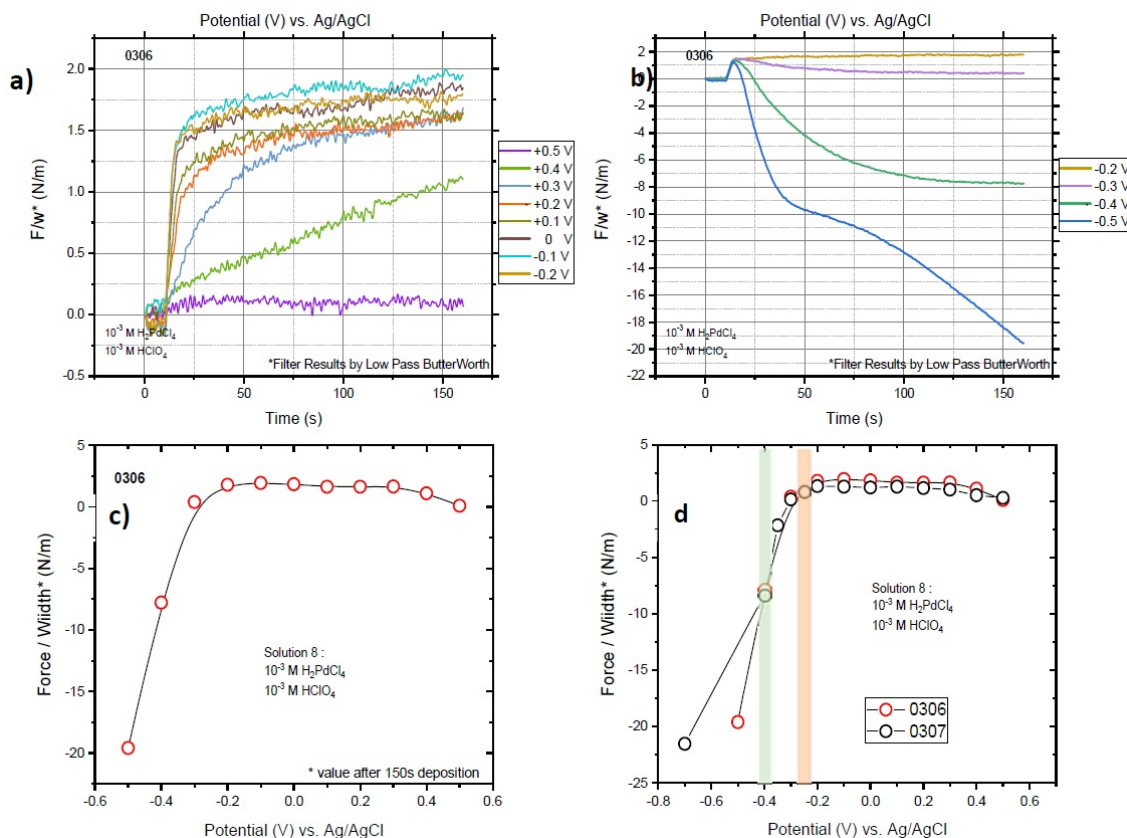 Potential (V) vs. Ag/AgCl
a)
0306
2.0
1.5
1.0
0.5
0.0
-0.5
F/w* (N/m)
+0.5 V
+0.4 V
+0.3 V
+0.2 V
+0.1 V
0 V
-0.1 V
-0.2 V
10⁻³ M H₂PdCl₄
10⁻³ M HClO₄
*Filter Results by Low Pass ButterWorth
0 50 100 150
Time (s)
Potential (V) vs. Ag/AgCl
b)
0306
2
0
-2
-4
-6
-8
-10
-12
-14
-16
-18
-20
-22
F/w* (N/m)
-0.2 V
-0.3 V
-0.4 V
-0.5 V
10⁻³ M H₂PdCl₄
10⁻³ M HClO₄
*Filter Results by Low Pass ButterWorth
0 50 100 150
Time (s)
5
0
-5
-10
-15
-20
Force / Wiidth* (N/m)
0306
c)
Solution 8 :
10⁻³ M H₂PdCl₄
10⁻³ M HClO₄
* value after 150s deposition
-0.6 -0.4 -0.2 0.0 0.2 0.4 0.6
Potential (V) vs. Ag/AgCl
5
0
-5
-10
-15
-20
-25
Force / Wiidth* (N/m)
d
Solution 8 :
10⁻³ M H₂PdCl₄
10⁻³ M HClO₄
0306
0307
-0.8 -0.6 -0.4 -0.2 0.0 0.2 0.4 0.6
Potential (V) vs. Ag/AgCl